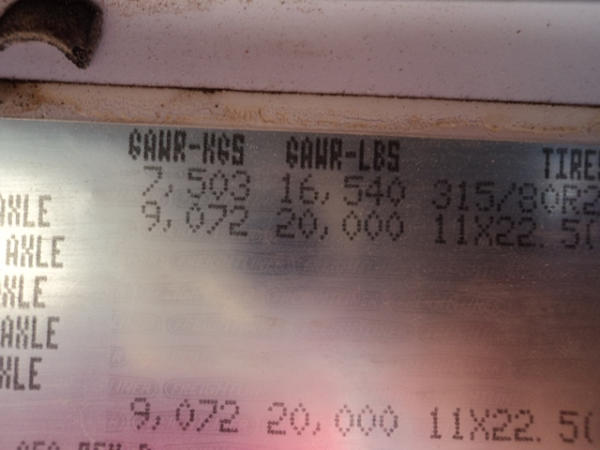 GAWR-KGS GAWR-LBS TIRES
7,503 16,540 315/80R2
AXLE 9,072 20,000 11X22.5(
AXLE
AXLE
AXLE
AXLE
9,072 20,000 11X22.5(